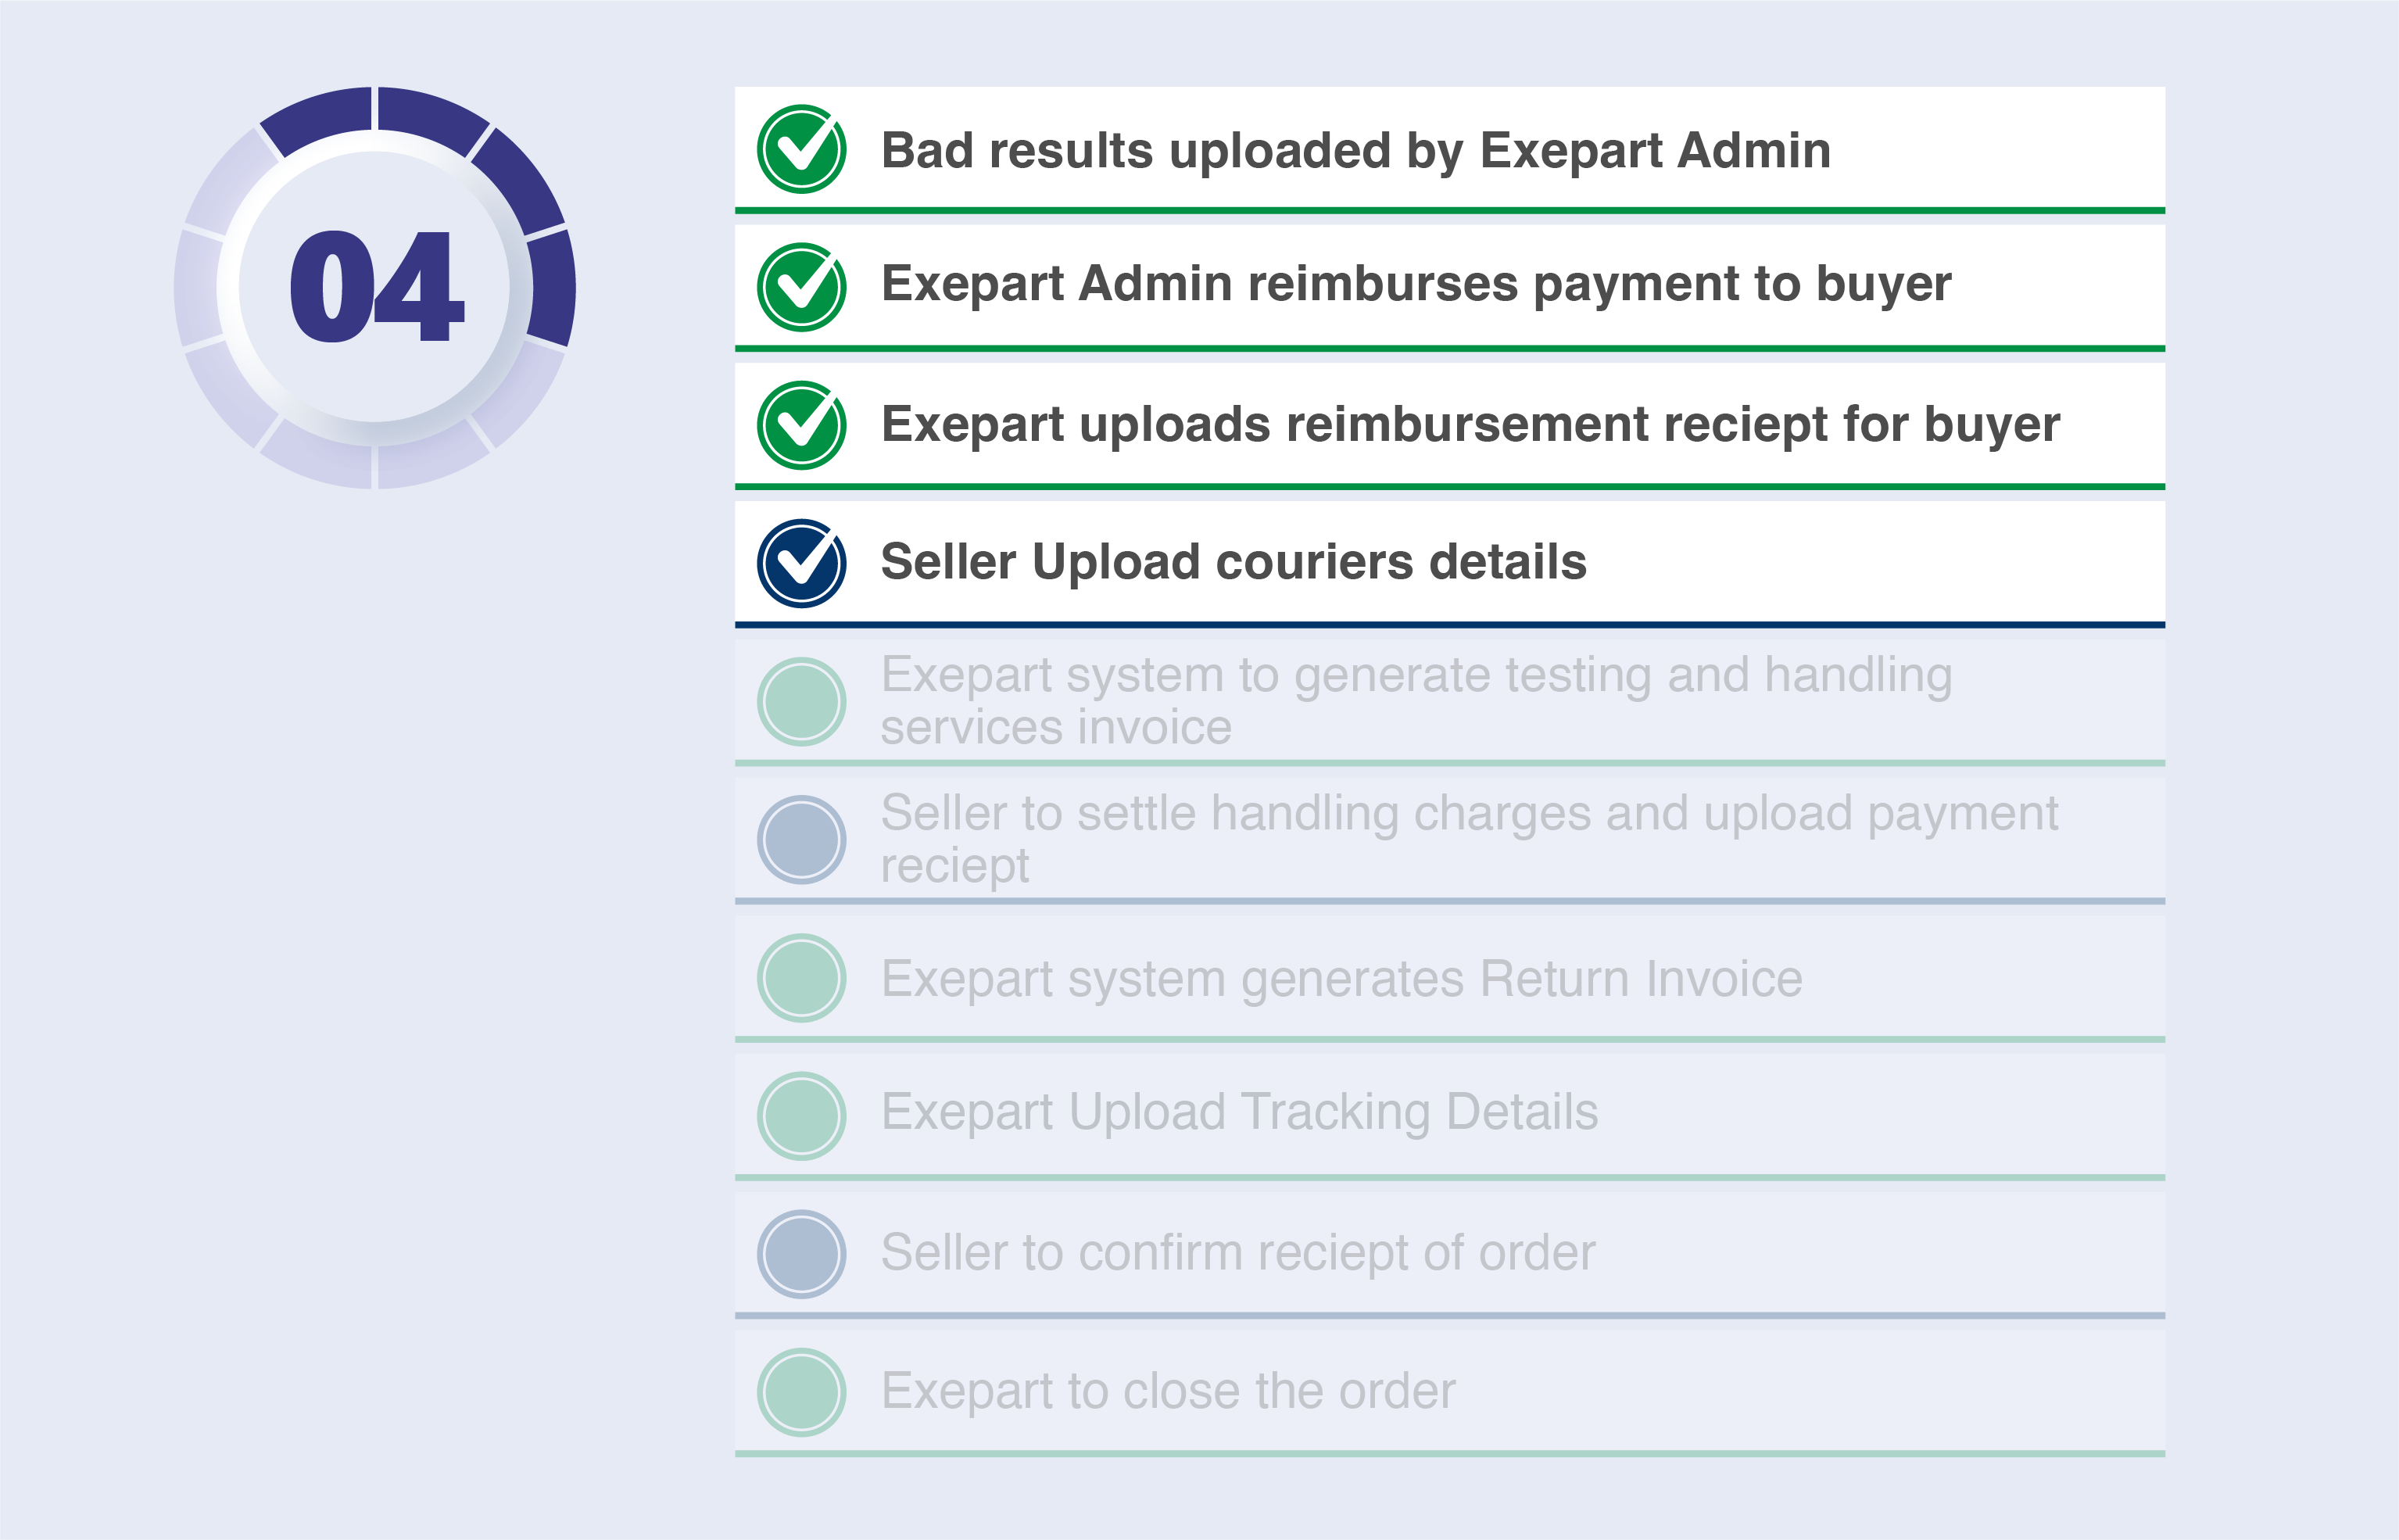 04
Bad results uploaded by Exepart Admin
Exepart Admin reimburses payment to buyer
Exepart uploads reimbursement reciept for buyer
Seller Upload couriers details
Exepart system to generate testing and handling
services invoice
Seller to settle handling charges and upload payment
reciept
Exepart system generates Return Invoice
Exepart Upload Tracking Details
Seller to confirm reciept of order
Exepart to close the order